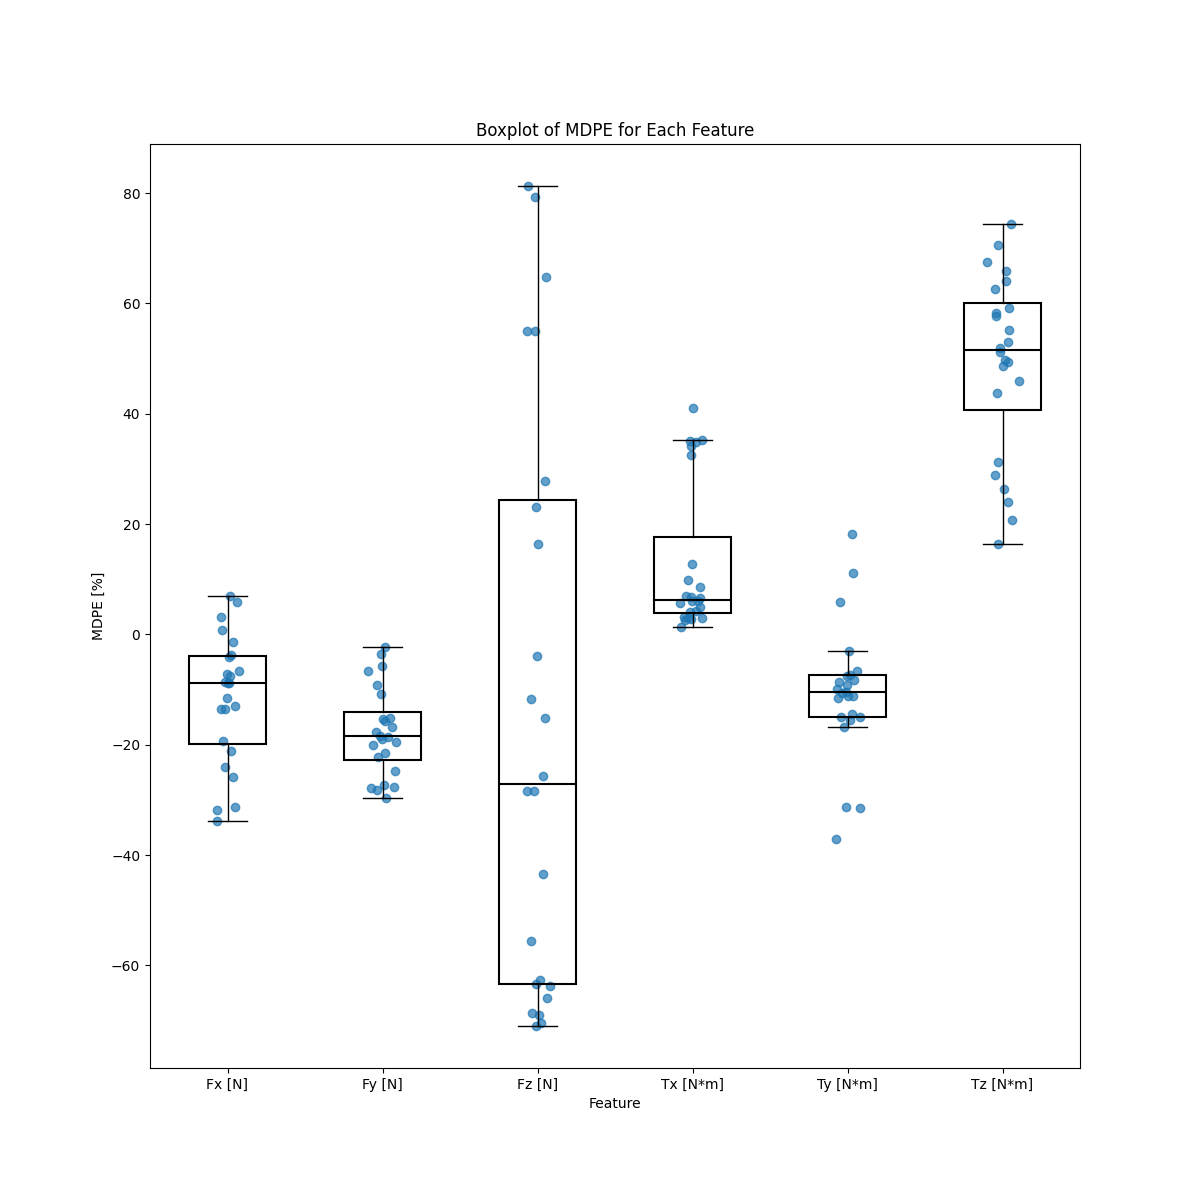 Boxplot of MDPE for Each Feature
MDPE [%]
80
60
40
20
0
−20
−40
−60
Fx [N] Fy [N] Fz [N] Tx [N*m] Ty [N*m] Tz [N*m]
Feature